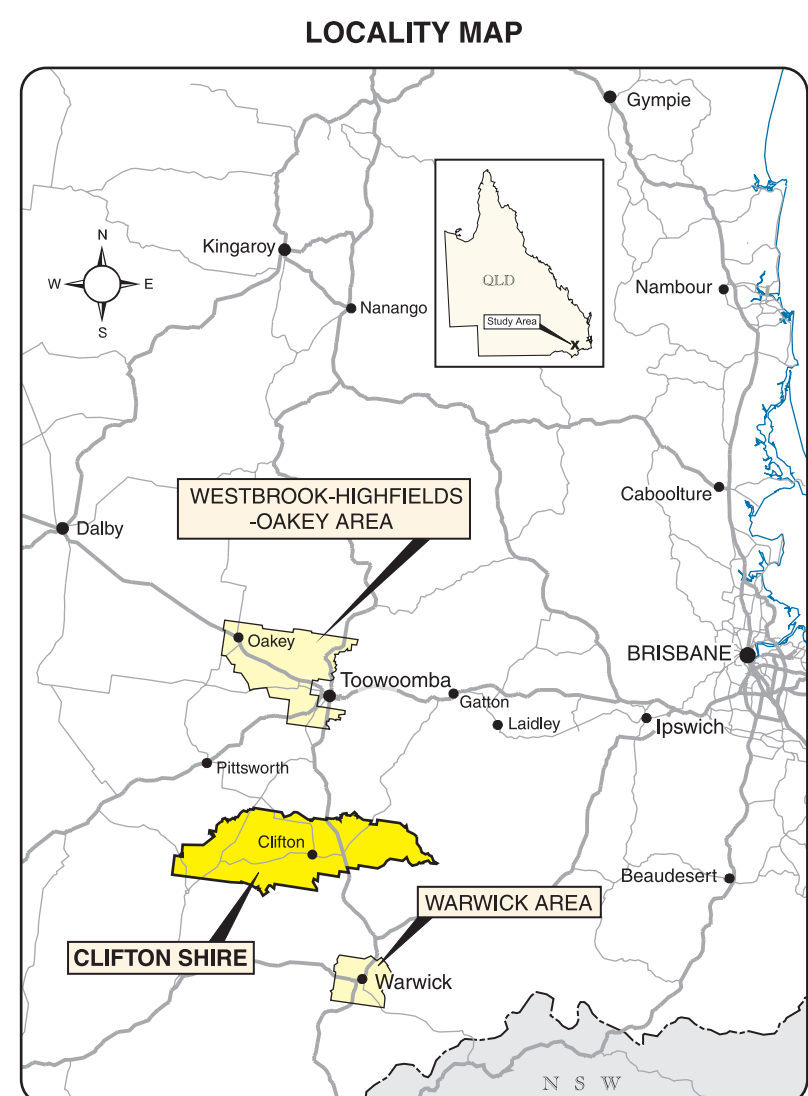 LOCALITY MAP
Gympie
N
W
E
S
Kingaroy
QLD
Study Area
Nambour
Nanango
WESTBROOK-HIGHFIELDS
-OAKEY AREA
Caboolture
Dalby
Oakey
BRISBANE
Toowoomba
Gatton
Laidley
Ipswich
Pittsworth
Clifton
Beaudesert
WARWICK AREA
CLIFTON SHIRE
Warwick
N S W